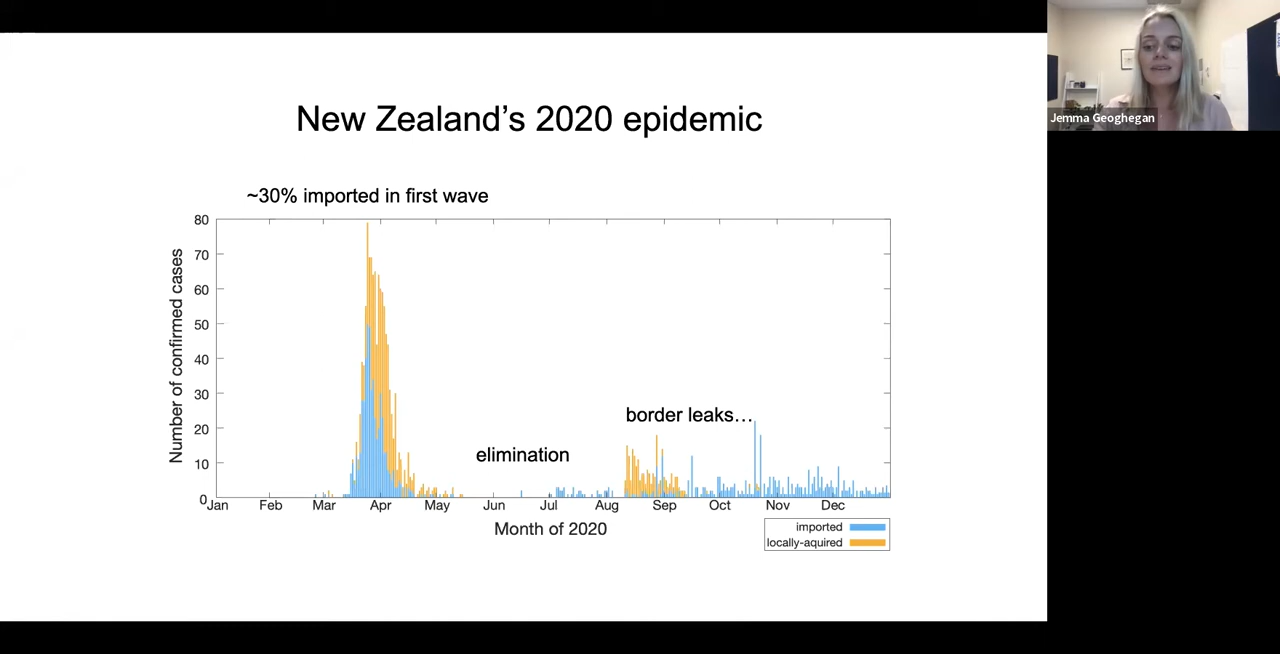 New Zealand's 2020 epidemic
Jemma Geoghegan
~30% imported in first wave
80
70
60
50
40
30
20
10
0
Number of confirmed cases
border leaks…
elimination
Jan Feb Mar Apr May Jun Jul Aug Sep Oct Nov Dec
Month of 2020
imported
locally-aquired